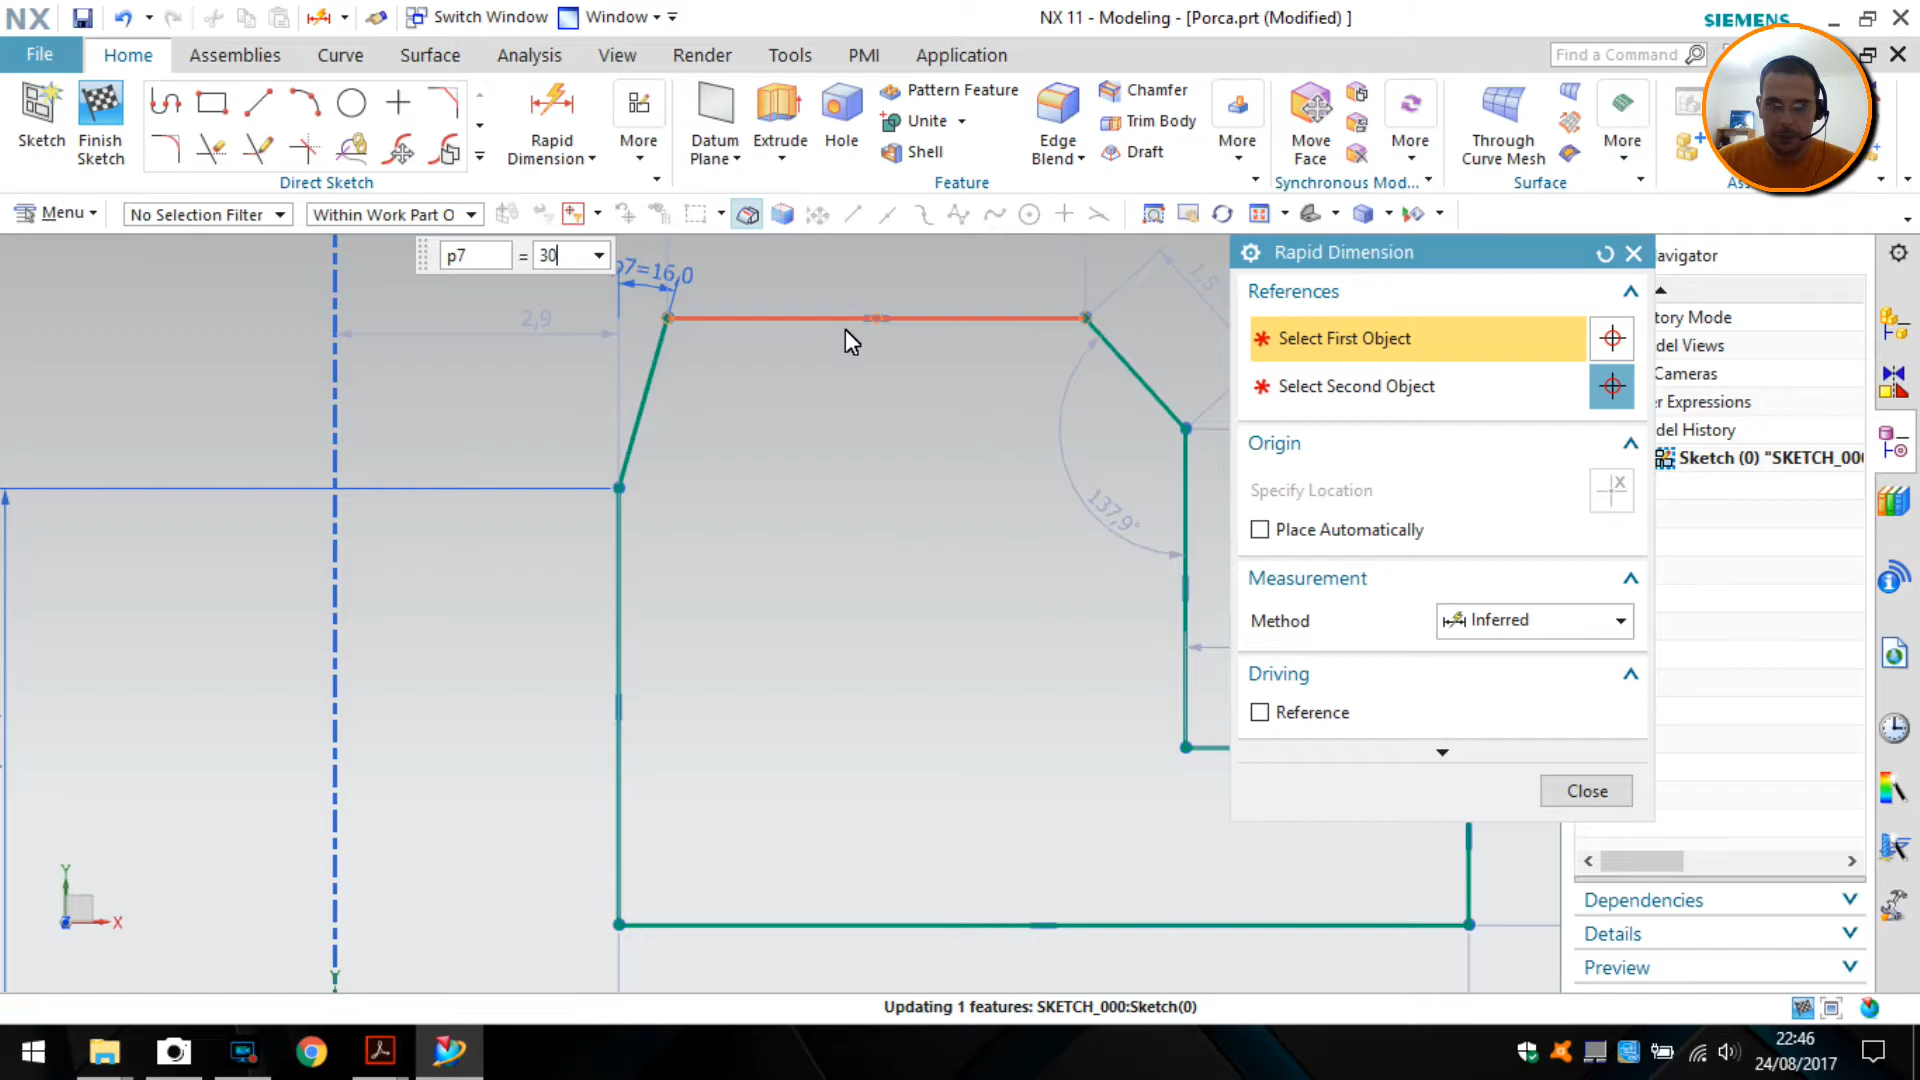 NX
Switch Window
Window
NX 11 - Modeling - [Porca.prt (Modified) ]
SIEMENS
File
Home
Assemblies
Curve
Surface
Analysis
View
Render
Tools
PMI
Application
Find a Command
Sketch
Finish
Sketch
Direct Sketch
Rapid
Dimension
More
Datum
Plane
Extrude
Hole
Pattern Feature
Unite
Shell
Edge
Blend
Chamfer
Trim Body
Draft
More
Feature
Move
Face
More
Synchronous Mod...
Through
Curve Mesh
More
Surface
Menu
No Selection Filter
Within Work Part O
p7
=
30
p7=16,0
2,9
1,5
137,9°
Rapid Dimension
References
Select First Object
Select Second Object
Origin
Specify Location
Place Automatically
Measurement
Method
Inferred
Driving
Reference
Close
avigator
tory Mode
del Views
Cameras
r Expressions
del History
Sketch (0) "SKETCH_00
Dependencies
Details
Preview
Y
X
Y
Updating 1 features: SKETCH_000:Sketch(0)
22:46
24/08/2017